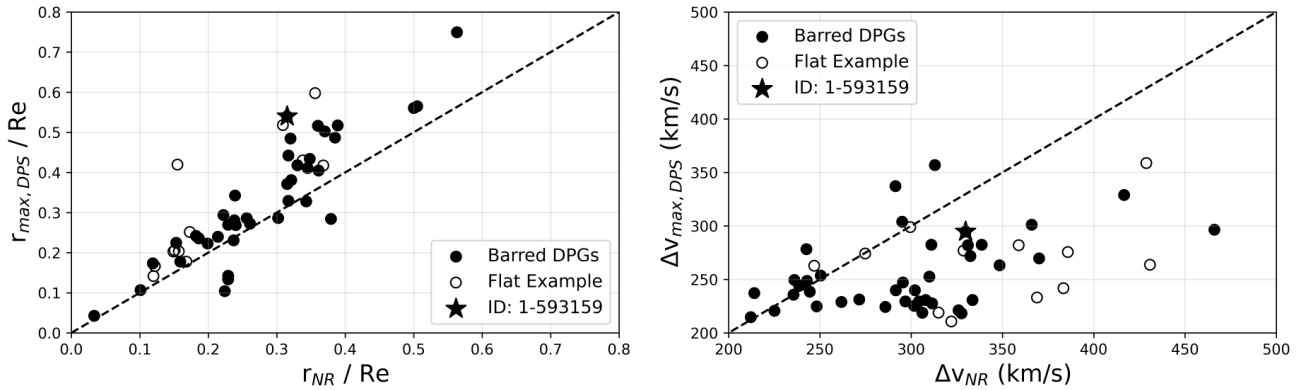 r_max,DPS / Re
0.8
0.7
0.6
0.5
0.4
0.3
0.2
0.1
0.0
Barred DPGs
Flat Example
ID: 1-593159
0.0 0.1 0.2 0.3 0.4 0.5 0.6 0.7 0.8
r_NR / Re
Δv_max,DPS (km/s)
500
450
400
350
300
250
200
Barred DPGs
Flat Example
ID: 1-593159
200 250 300 350 400 450 500
Δv_NR (km/s)